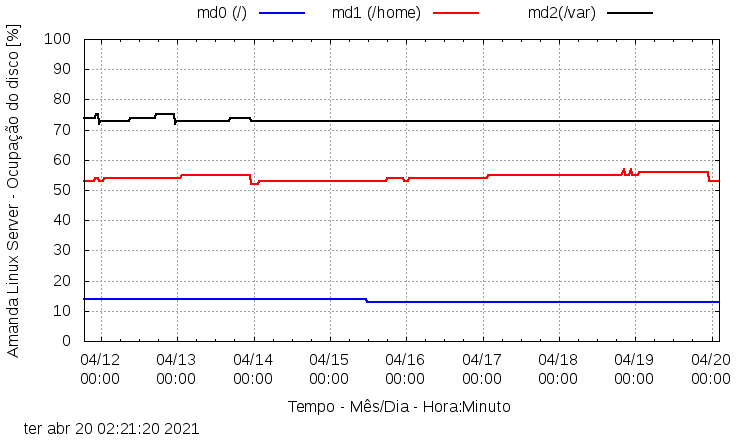 md0 (/) md1 (/home) md2(/var)
Amanda Linux Server - Ocupação do disco [%]
100
90
80
70
60
50
40
30
20
10
0
04/12 04/13 04/14 04/15 04/16 04/17 04/18 04/19 04/20
00:00 00:00 00:00 00:00 00:00 00:00 00:00 00:00 00:00
Tempo - Mês/Dia - Hora:Minuto
ter abr 20 02:21:20 2021